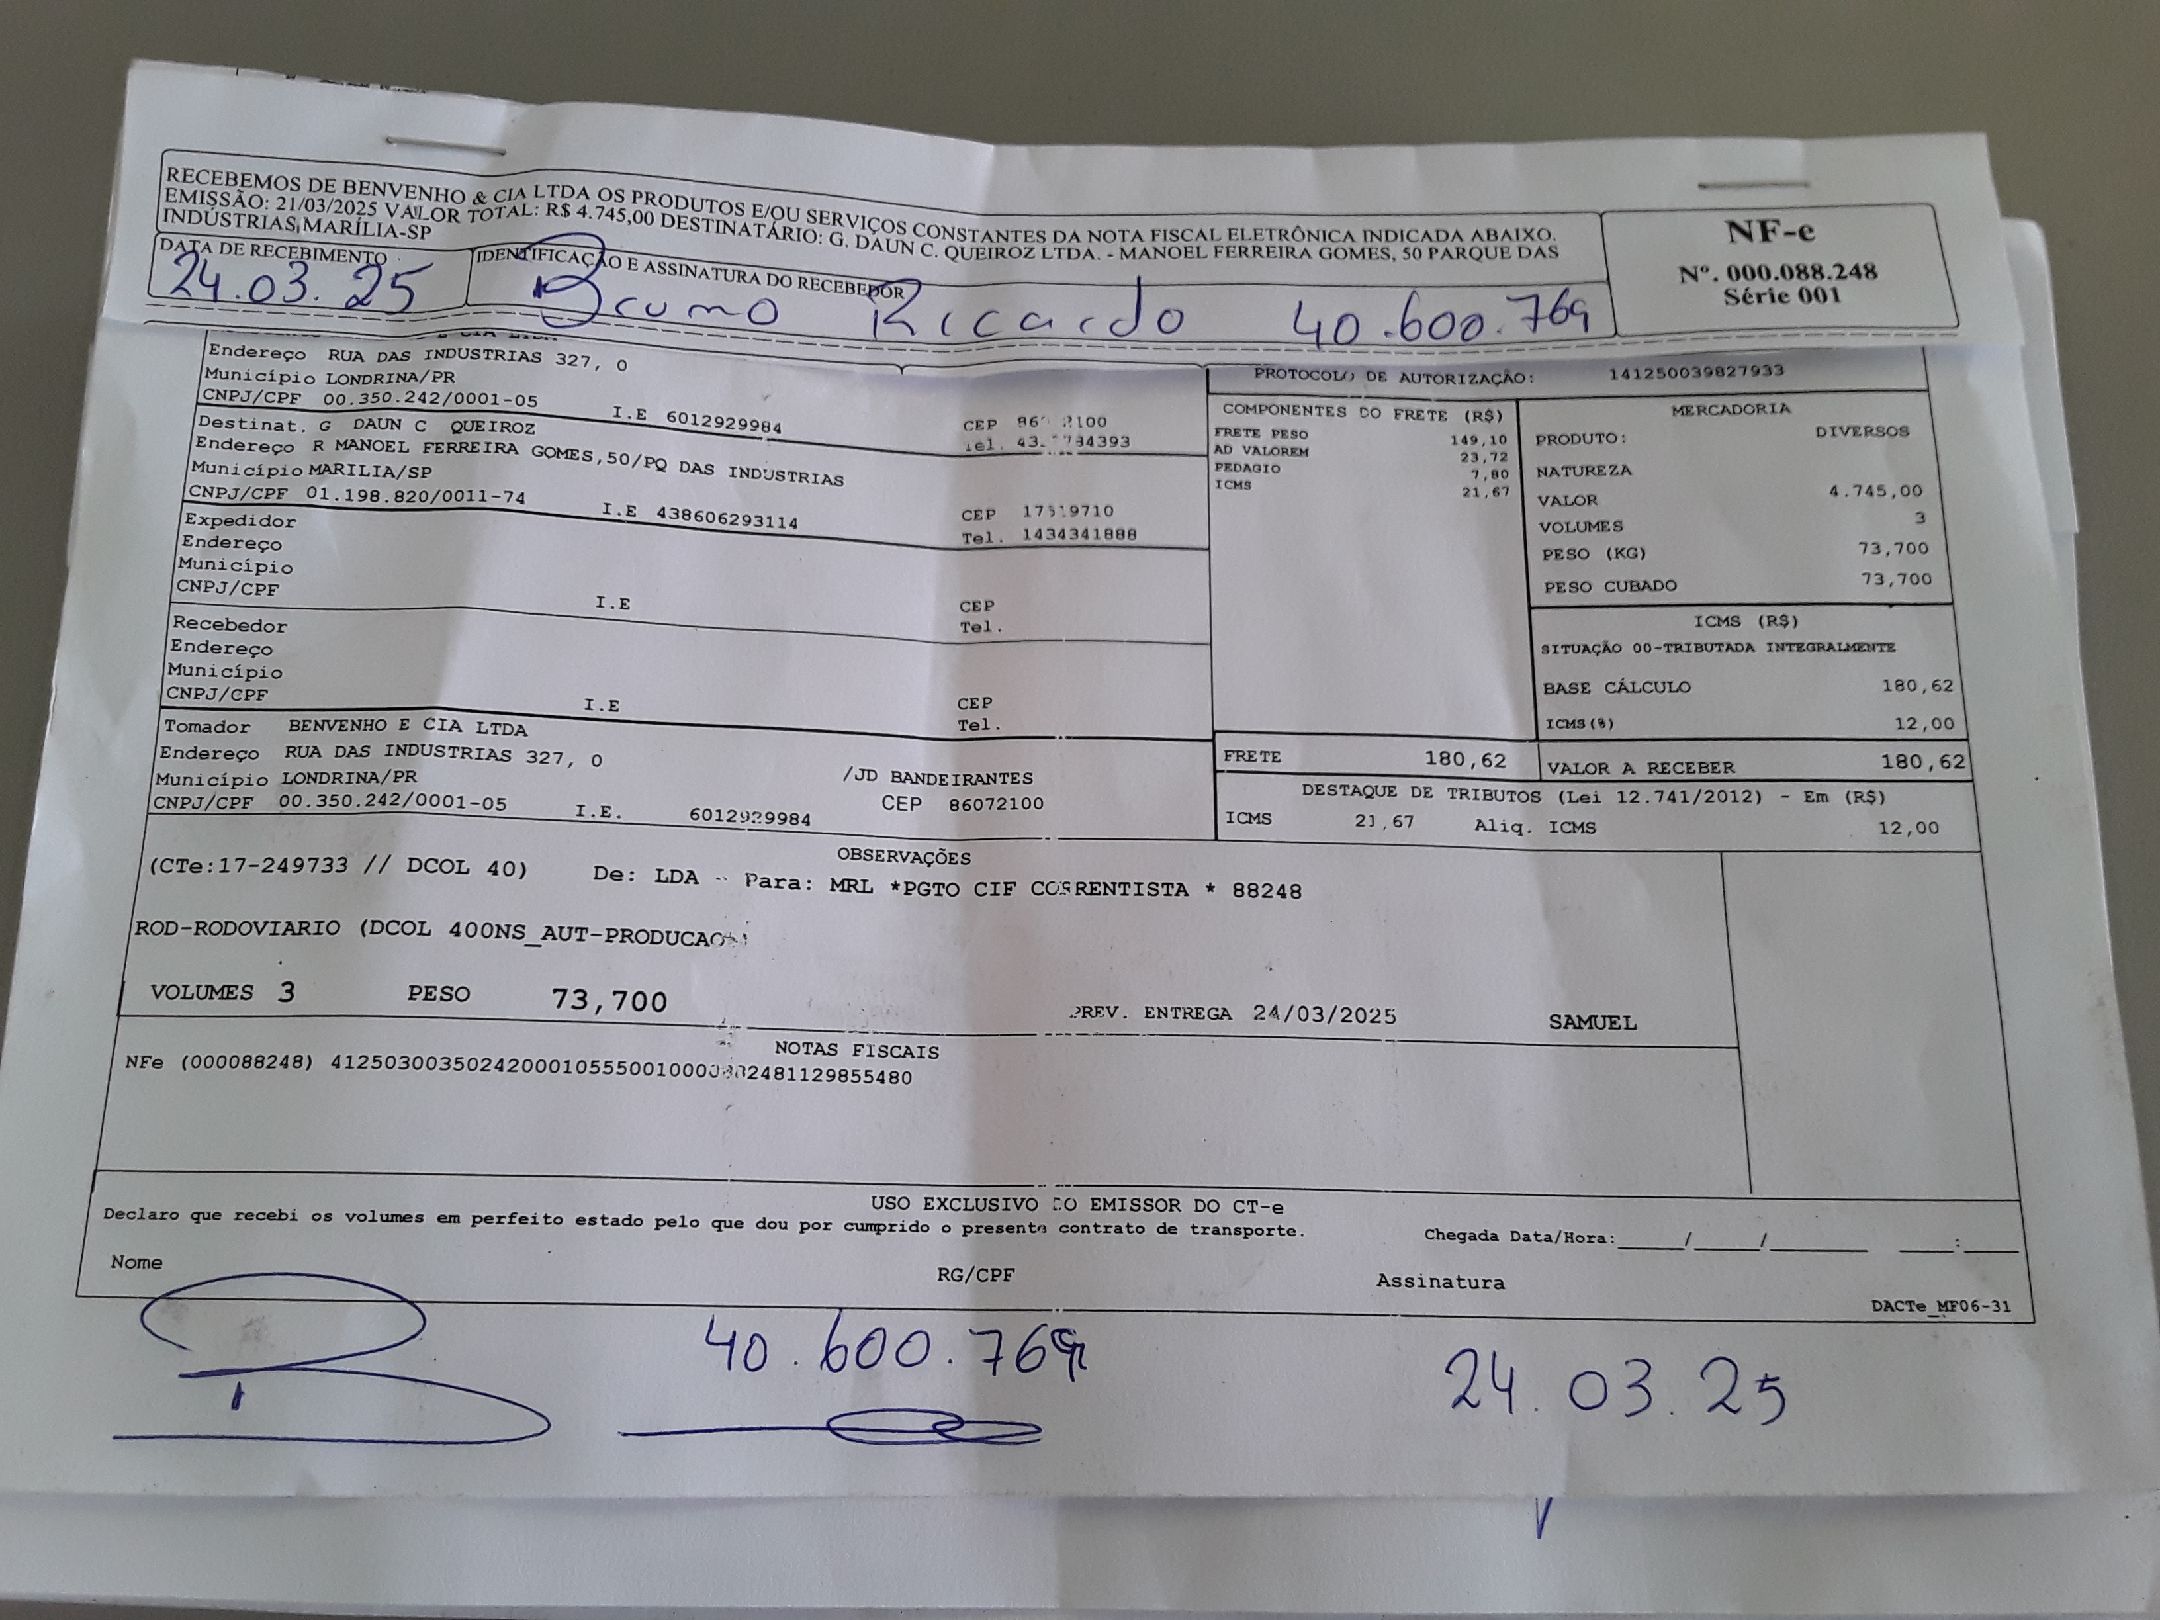 RECEBEMOS DE BENVENHO & CIA LTDA OS PRODUTOS E/OU SERVIÇOS CONSTANTES DA NOTA FISCAL ELETRÔNICA INDICADA ABAIXO.
EMISSÃO: 21/03/2025 VALOR TOTAL: R$ 4.745,00 DESTINATÁRIO: G. DAUN C. QUEIROZ LTDA. - MANOEL FERREIRA GOMES, 50 PARQUE DAS
INDÚSTRIAS MARÍLIA-SP
NF-e
Nº. 000.088.248
Série 001
DATA DE RECEBIMENTO
IDENTIFICAÇÃO E ASSINATURA DO RECEBEDOR
24.03.25 Bruno Ricardo 40.600.769
Endereço RUA DAS INDUSTRIAS 327, 0
Município LONDRINA/PR
CNPJ/CPF 00.350.242/0001-05 I.E 6012929984 CEP
Tel.
Destinat. G DAUN C QUEIROZ
Endereço R MANOEL FERREIRA GOMES,50/PQ DAS INDUSTRIAS
Município MARILIA/SP
CNPJ/CPF 01.198.820/0011-74 I.E 438606293114 CEP
Tel. 1434341888
Expedidor
Endereço
Município
CNPJ/CPF I.E CEP
Tel.
Recebedor
Endereço
Município
CNPJ/CPF I.E CEP
Tel.
Tomador BENVENHO E CIA LTDA
Endereço RUA DAS INDUSTRIAS 327, 0 /JD BANDEIRANTES
Município LONDRINA/PR CEP 86072100
CNPJ/CPF 00.350.242/0001-05 I.E. 6012929984
PROTOCOLO DE AUTORIZAÇÃO: 141250039827933
COMPONENTES DO FRETE (R$)
FRETE PESO 149,10
AD VALOREM 23,72
PEDAGIO 7,80
ICMS 21,67
MERCADORIA
PRODUTO: DIVERSOS
NATUREZA
VALOR 4.745,00
VOLUMES 3
PESO (KG) 73,700
PESO CUBADO 73,700
ICMS (R$)
SITUAÇÃO 00-TRIBUTADA INTEGRALMENTE
BASE CÁLCULO 180,62
ICMS(%) 12,00
FRETE 180,62 VALOR A RECEBER 180,62
DESTAQUE DE TRIBUTOS (Lei 12.741/2012) - Em (R$)
ICMS 21,67 Aliq. ICMS 12,00
OBSERVAÇÕES
(CTe:17-249733 // DCOL 40) De: LDA - Para: MRL *PGTO CIF CORRENTISTA * 88248
ROD-RODOVIARIO (DCOL 400NS_AUT-PRODUCAO)
VOLUMES 3 PESO 73,700 PREV. ENTREGA 24/03/2025 SAMUEL
NOTAS FISCAIS
NFe (000088248)
USO EXCLUSIVO DO EMISSOR DO CT-e
Declaro que recebi os volumes em perfeito estado pelo que dou por cumprido o presente contrato de transporte. Chegada Data/Hora:_____/_____/_______ ____:____
Nome RG/CPF Assinatura
DACTe_MF06-31
40.600.769 24.03.25